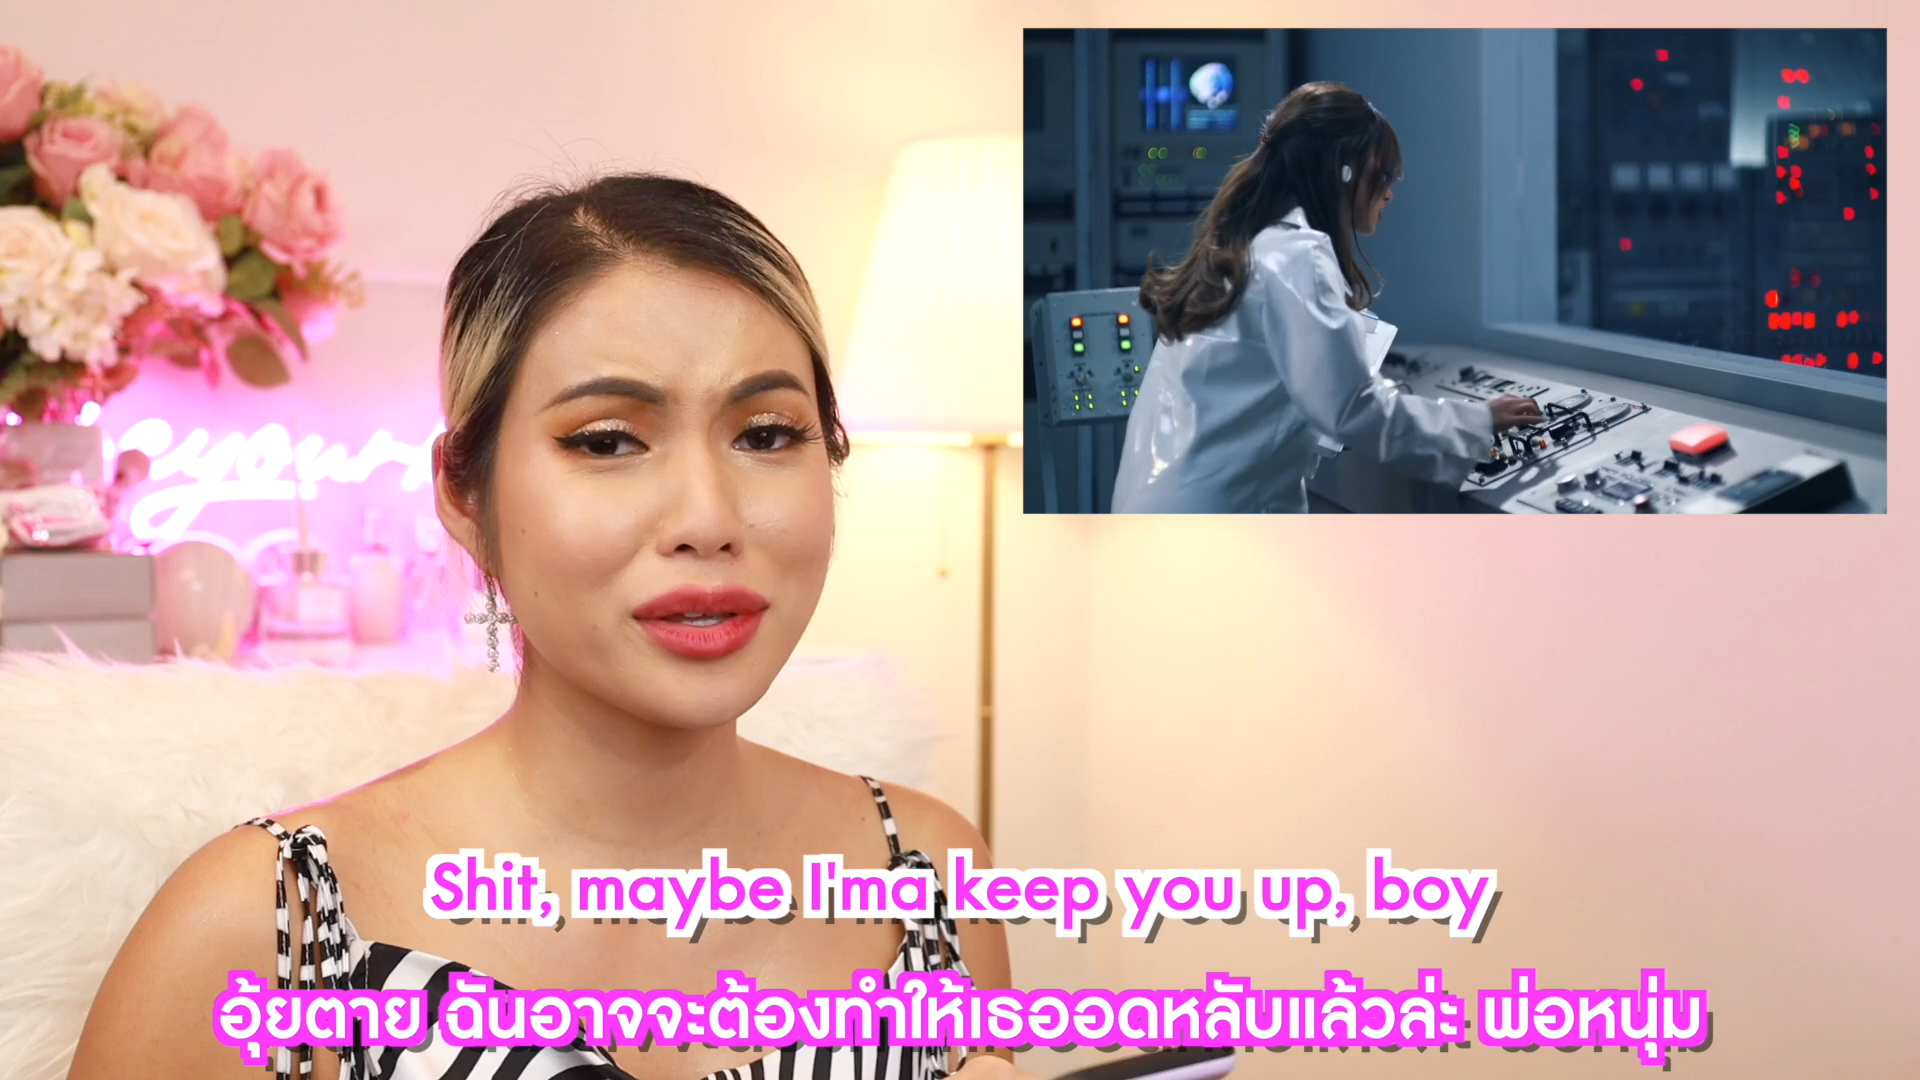 yours
Shit, maybe I'ma keep you up, boy
อุ้ยตาย ฉันอาจจะต้องทำให้เธออดหลับแล้วล่ะ พ่อหนุ่ม